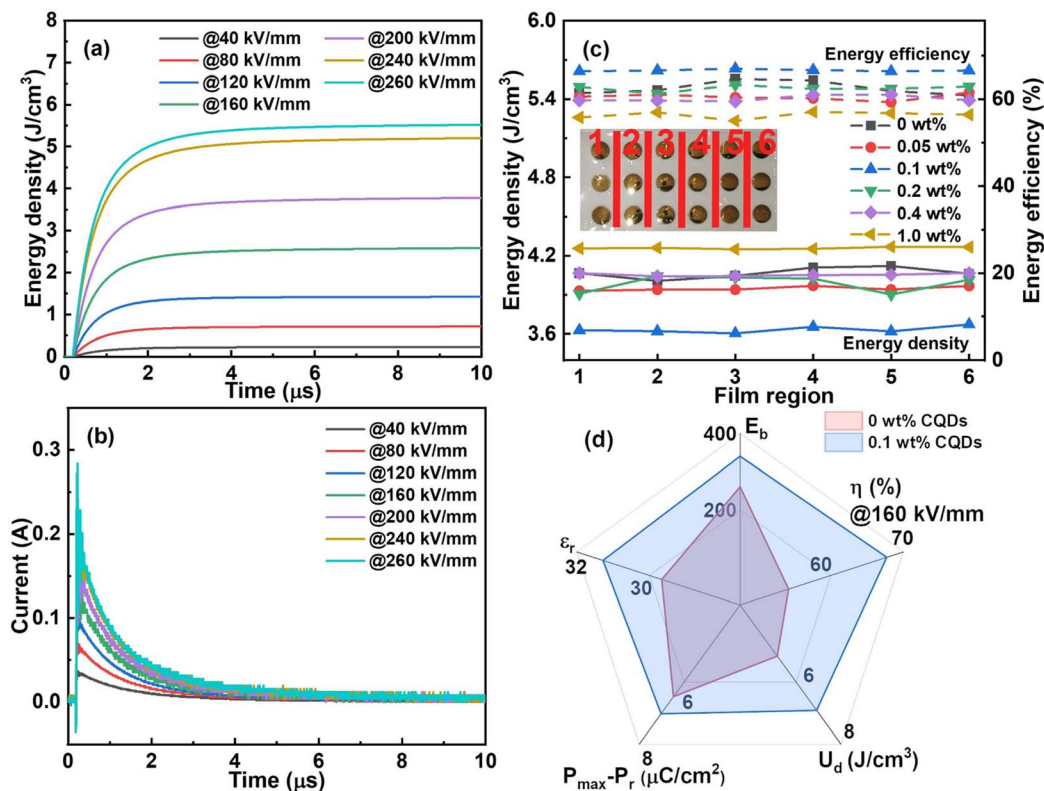 (a)
@40 kV/mm
@80 kV/mm
@120 kV/mm
@160 kV/mm
@200 kV/mm
@240 kV/mm
@260 kV/mm
Energy density (J/cm³)
8
7
6
5
4
3
2
1
0
0 2 4 6 8 10
Time (μs)
(b)
@40 kV/mm
@80 kV/mm
@120 kV/mm
@160 kV/mm
@200 kV/mm
@240 kV/mm
@260 kV/mm
Current (A)
0.3
0.2
0.1
0.0
0 2 4 6 8 10
Time (μs)
(c)
Energy efficiency
0 wt%
0.05 wt%
0.1 wt%
0.2 wt%
0.4 wt%
1.0 wt%
1 2 3 4 5 6
Energy density
Energy density (J/cm³)
6.0
5.4
4.8
4.2
3.6
Energy efficiency (%)
60
40
20
0
1 2 3 4 5 6
Film region
(d)
0 wt% CQDs
0.1 wt% CQDs
E_b
400
200
η (%)
@160 kV/mm
70
60
ε_r
32
30
6
6
8
8
P_max-P_r (μC/cm²)
U_d (J/cm³)